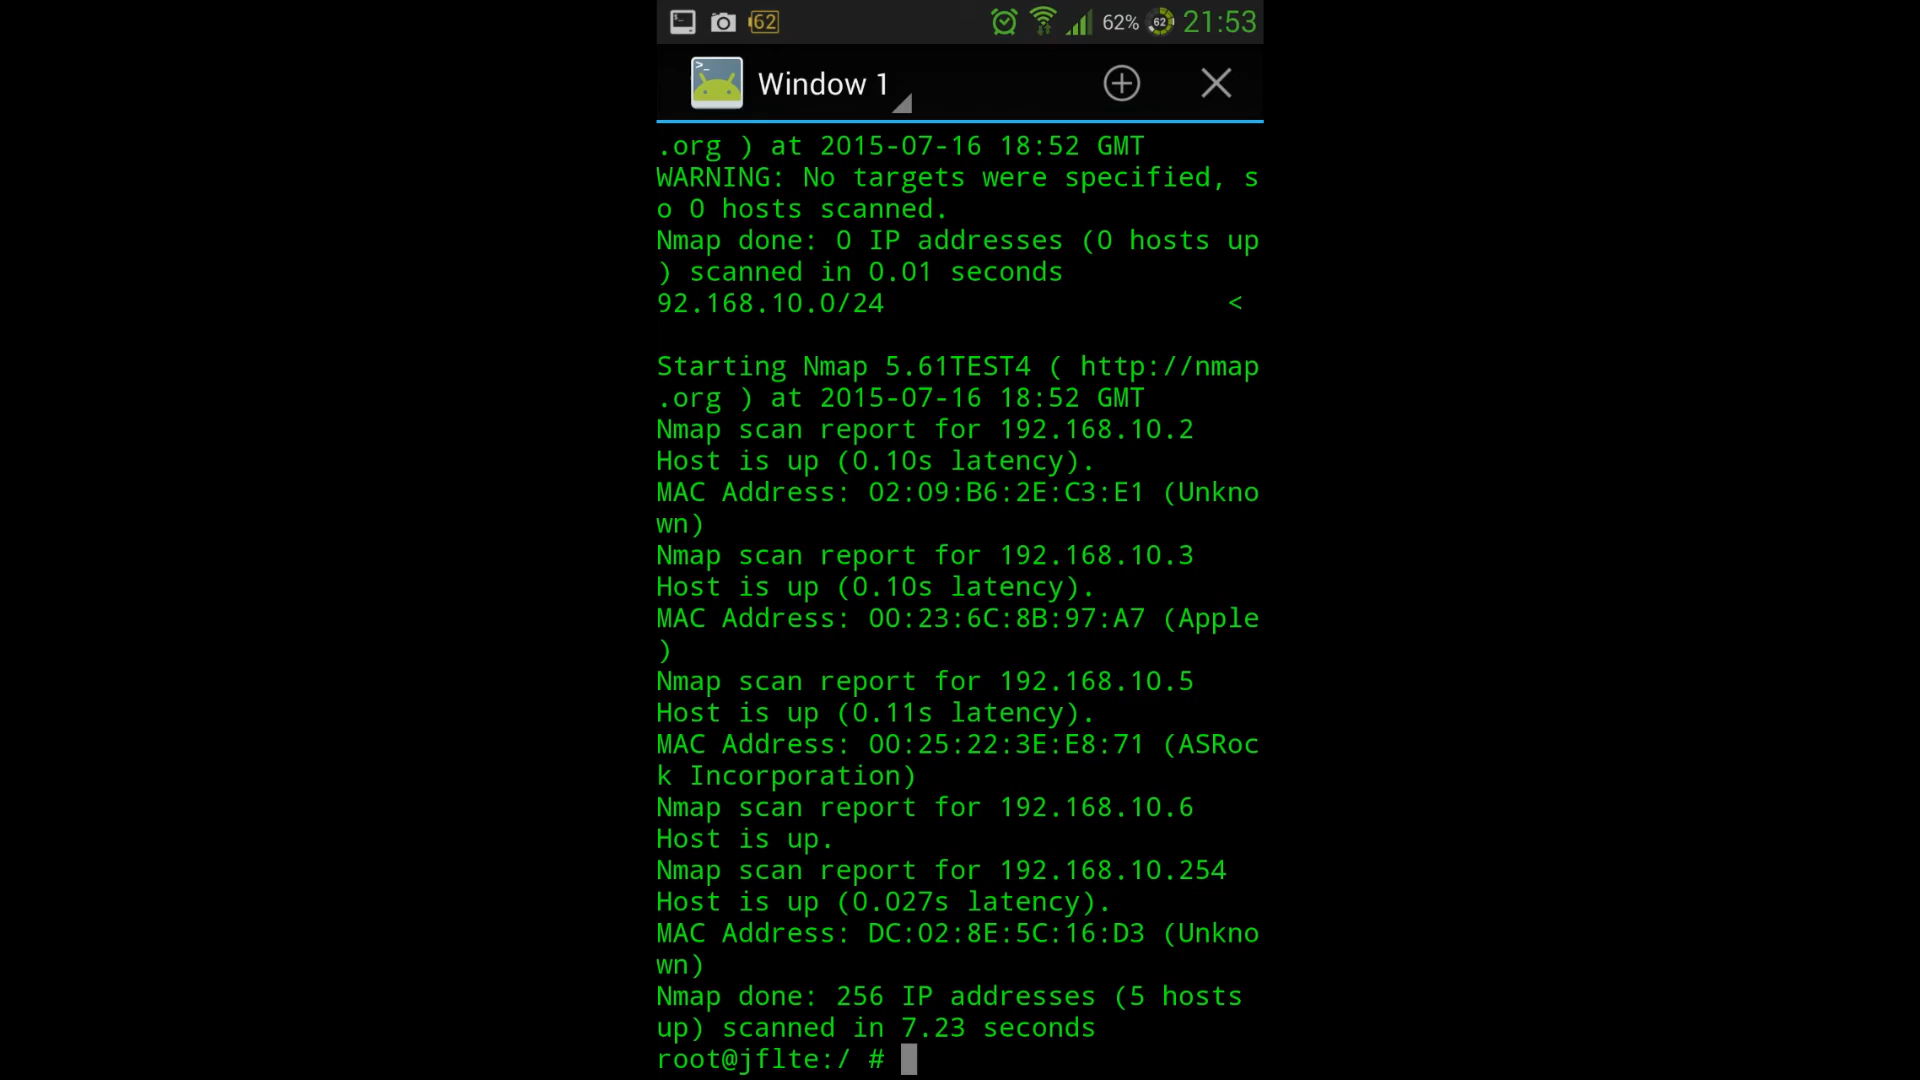 62 62% 62 21:53
Window 1
.org ) at 2015-07-16 18:52 GMT
WARNING: No targets were specified, s
o 0 hosts scanned.
Nmap done: 0 IP addresses (0 hosts up
) scanned in 0.01 seconds
92.168.10.0/24 <
Starting Nmap 5.61TEST4 ( http://nmap
.org ) at 2015-07-16 18:52 GMT
Nmap scan report for 192.168.10.2
Host is up (0.10s latency).
MAC Address: 02:09:B6:2E:C3:E1 (Unkno
wn)
Nmap scan report for 192.168.10.3
Host is up (0.10s latency).
MAC Address: 00:23:6C:8B:97:A7 (Apple
)
Nmap scan report for 192.168.10.5
Host is up (0.11s latency).
MAC Address: 00:25:22:3E:E8:71 (ASRoc
k Incorporation)
Nmap scan report for 192.168.10.6
Host is up.
Nmap scan report for 192.168.10.254
Host is up (0.027s latency).
MAC Address: DC:02:8E:5C:16:D3 (Unkno
wn)
Nmap done: 256 IP addresses (5 hosts
up) scanned in 7.23 seconds
root@jflte:/ #